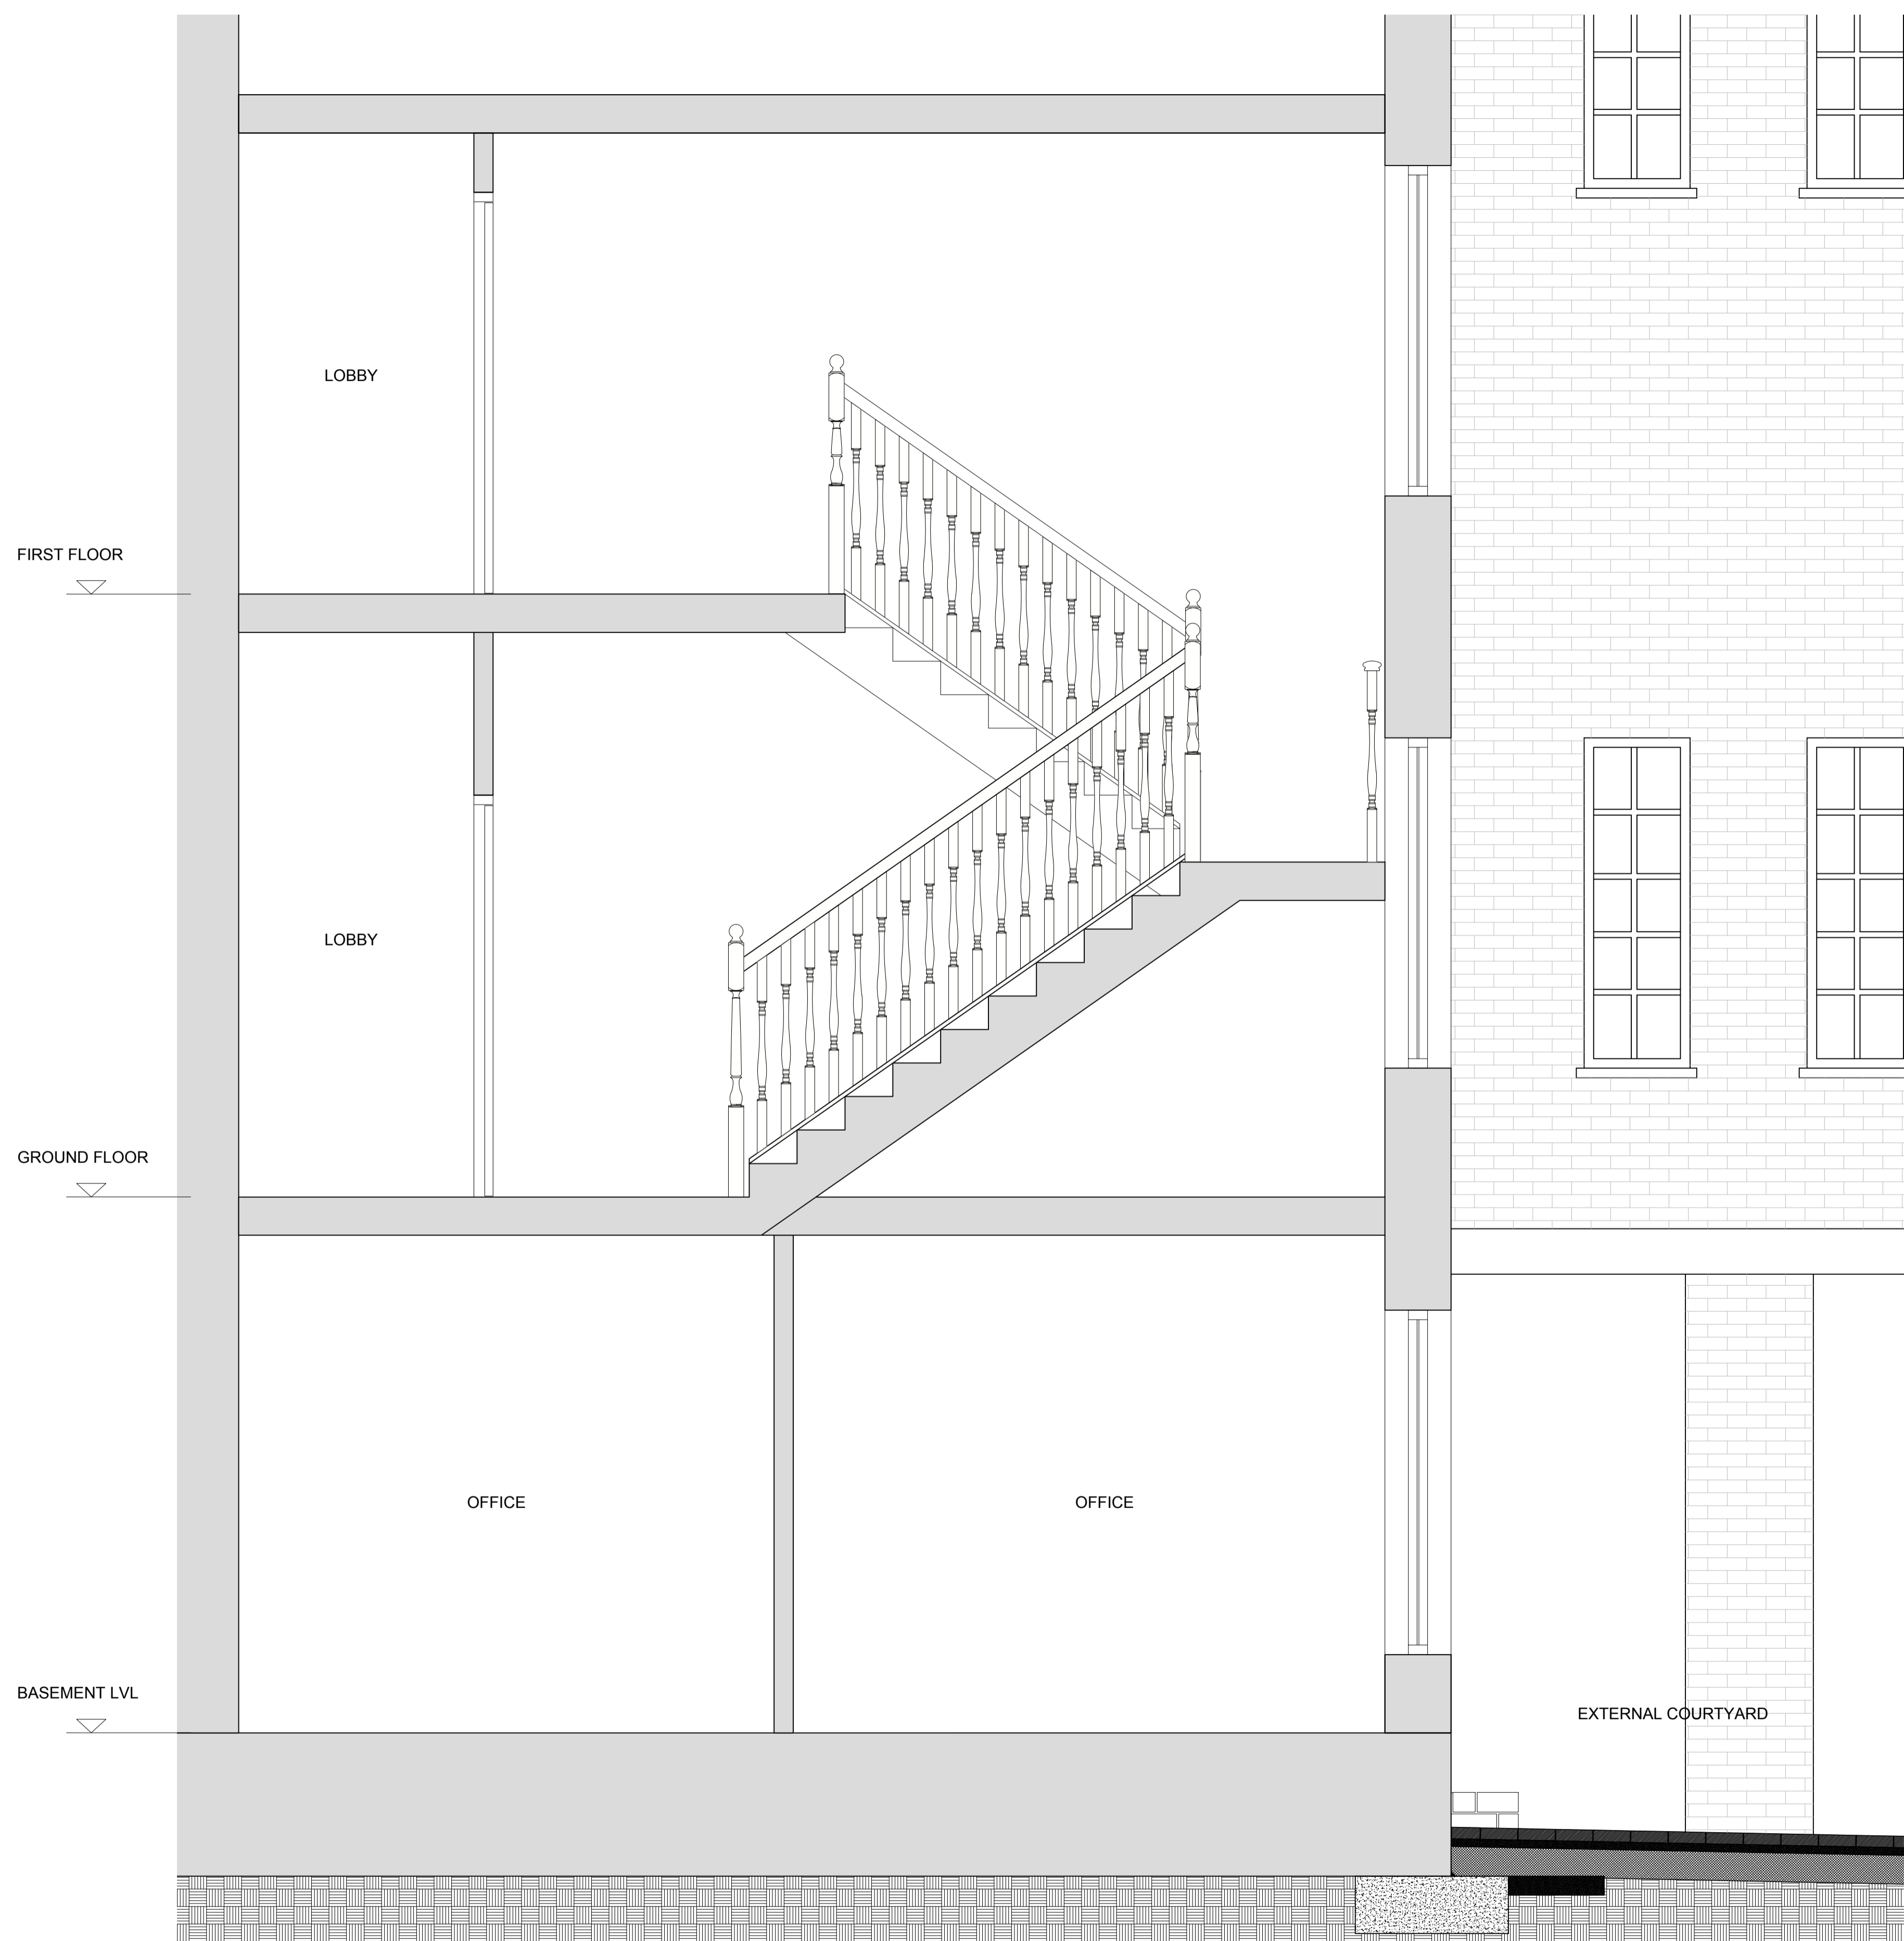 LOBBY
FIRST FLOOR
LOBBY
GROUND FLOOR
OFFICE
OFFICE
BASEMENT LVL
EXTERNAL COURTYARD